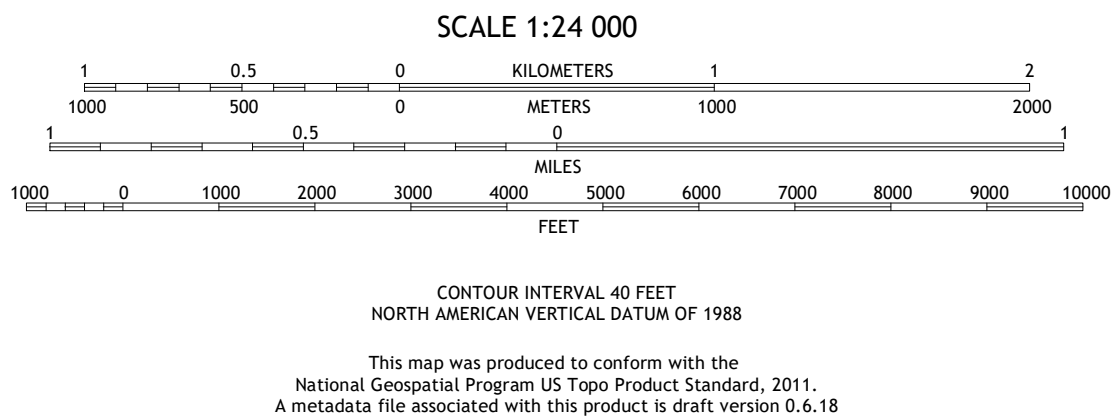 SCALE 1:24 000
1 0.5 0 KILOMETERS 1 2
1000 500 0 METERS 1000 2000
1 0.5 0 1
MILES
1000 0 1000 2000 3000 4000 5000 6000 7000 8000 9000 10000
FEET
CONTOUR INTERVAL 40 FEET
NORTH AMERICAN VERTICAL DATUM OF 1988
This map was produced to conform with the
National Geospatial Program US Topo Product Standard, 2011.
A metadata file associated with this product is draft version 0.6.18